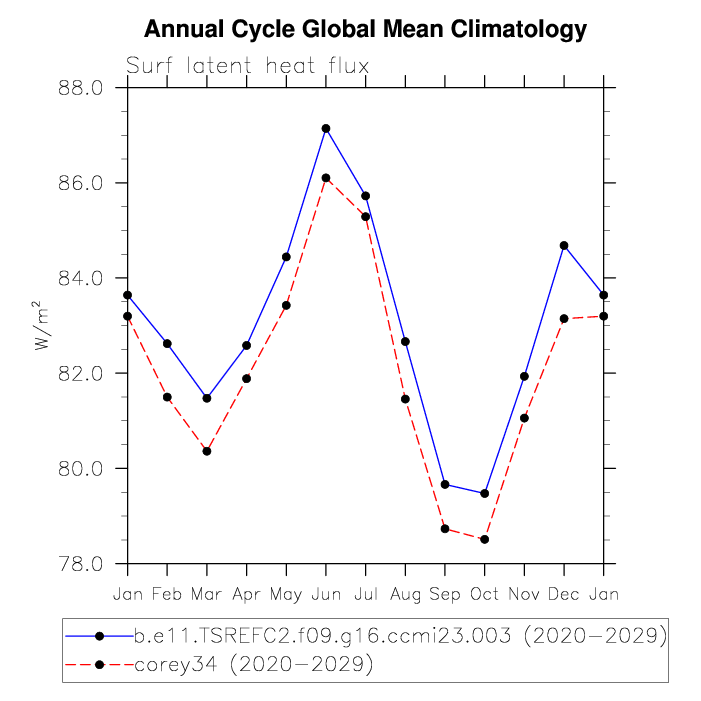 Annual Cycle Global Mean Climatology
Surf latent heat flux
88.0
86.0
84.0
82.0
80.0
78.0
W/m²
Jan Feb Mar Apr May Jun Jul Aug Sep Oct Nov Dec Jan
b.e11.TSREFC2.f09.g16.ccmi23.003 (2020-2029)
corey34 (2020-2029)